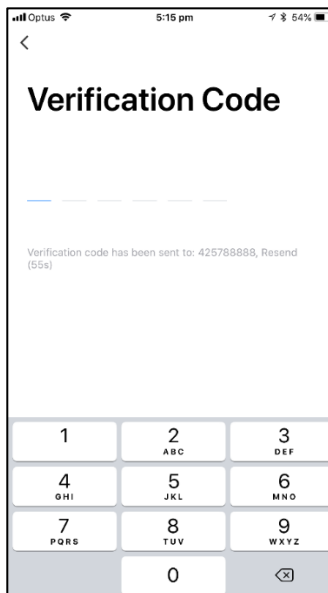 Optus 5:15 pm 54%
Verification Code
Verification code has been sent to: 425788888, Resend
(55s)
1 2 3
ABC DEF
4 5 6
GHI JKL MNO
7 8 9
PQRS TUV WXYZ
0